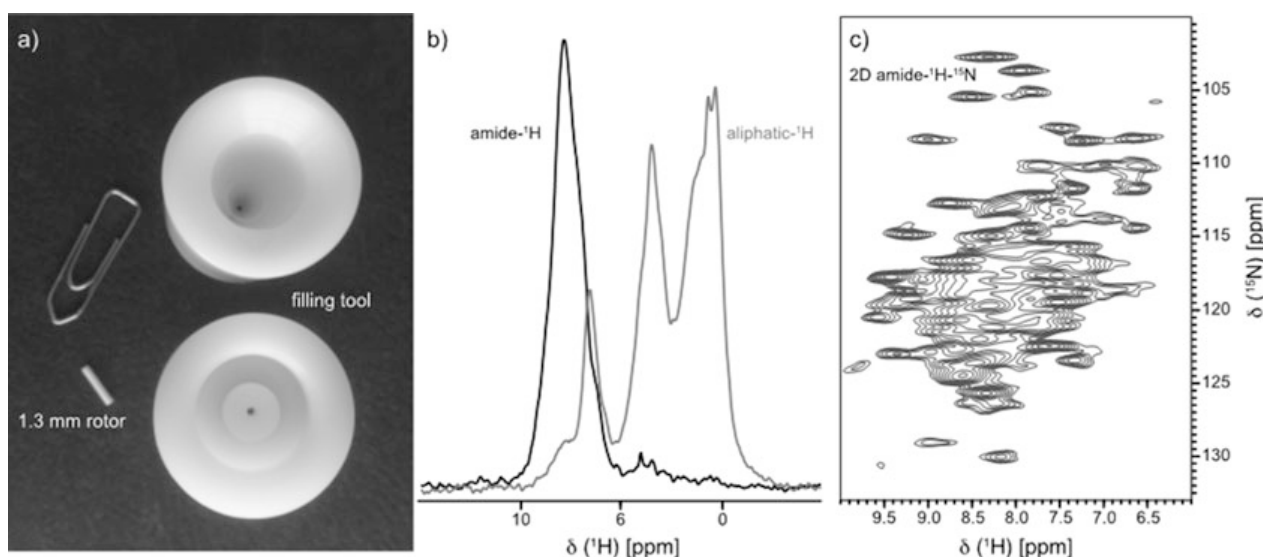 a)
filling tool
1.3 mm rotor
b)
amide-¹H
aliphatic-¹H
10 6 0
δ (¹H) [ppm]
c)
2D amide-¹H-¹⁵N
105
110
115
120
125
130
δ (¹⁵N) [ppm]
9.5 9.0 8.5 8.0 7.5 7.0 6.5
δ (¹H) [ppm]